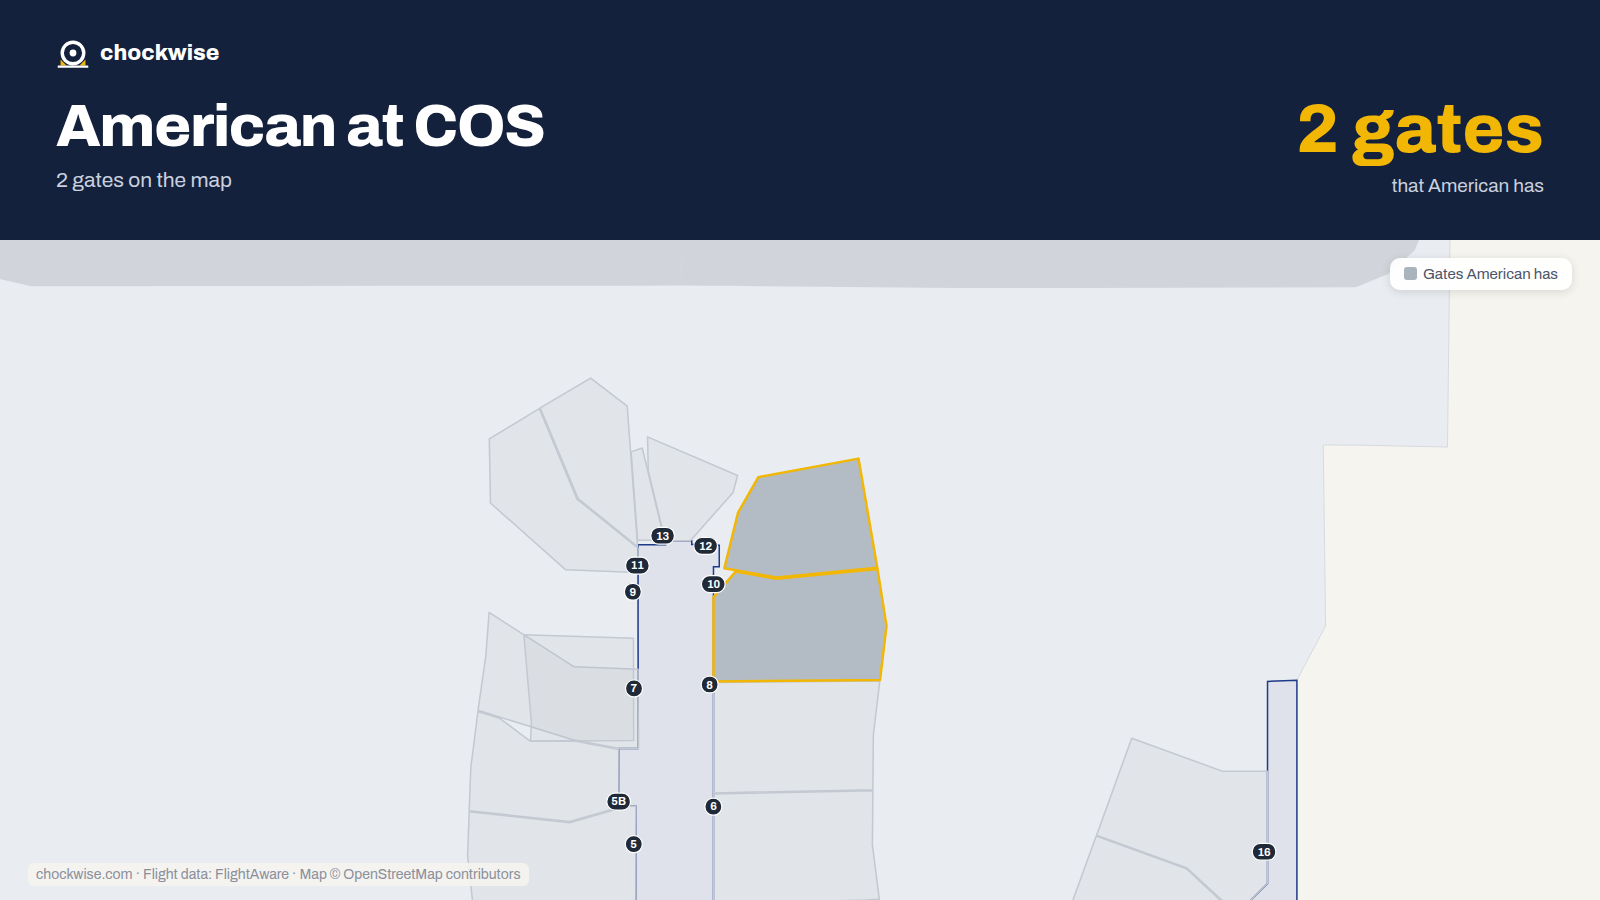 chockwise
American at COS
2 gates on the map
2 gates
that American has
Gates American has
13
12
11
10
9
7
8
5B
6
5
16
chockwise.com · Flight data: FlightAware · Map © OpenStreetMap contributors